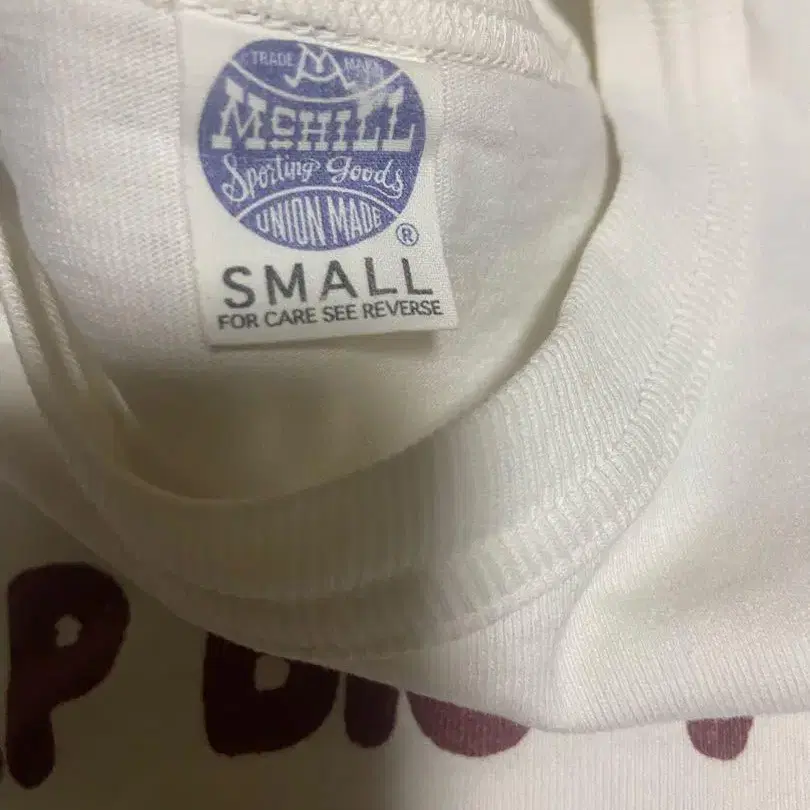 TRADE M MARK
McHILL
Sporting Goods
UNION MADE
®
SMALL
FOR CARE SEE REVERSE